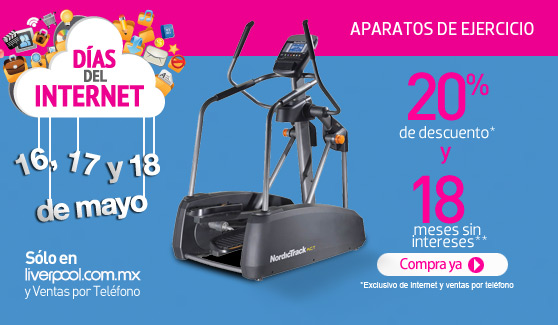 DÍAS
DEL
INTERNET
16, 17 y 18
de mayo
Sólo en
liverpool.com.mx
y Ventas por Teléfono
NordicTrack ACT
APARATOS DE EJERCICIO
20%
de descuento*
y
18
meses sin
intereses**
Compra ya
*Exclusivo de internet y ventas por teléfono